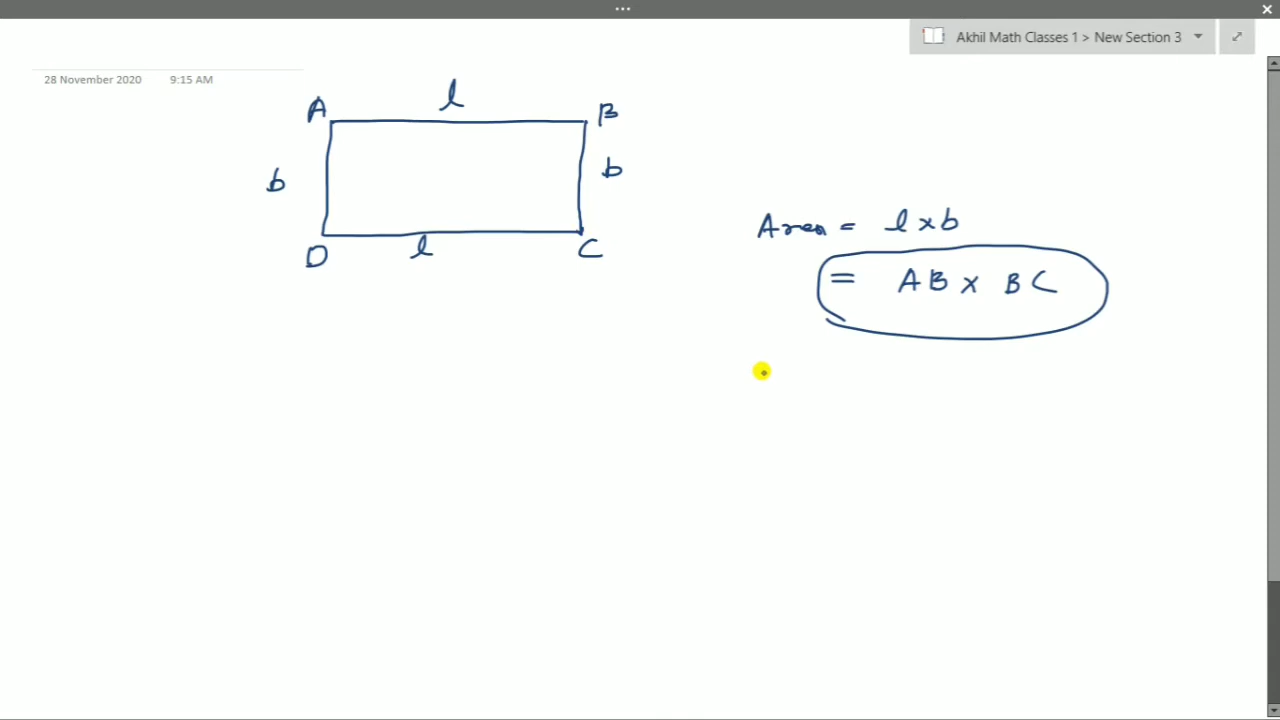 Akhil Math Classes 1 > New Section 3
28 November 2020 9:15 AM
l
A B
b b
D l C
Area = l x b
= AB x BC